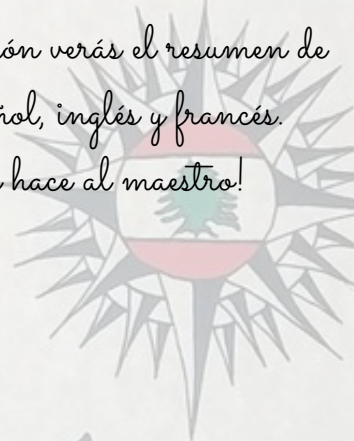 ón verás el resumen de
ñol, inglés y francés.
hace al maestro!